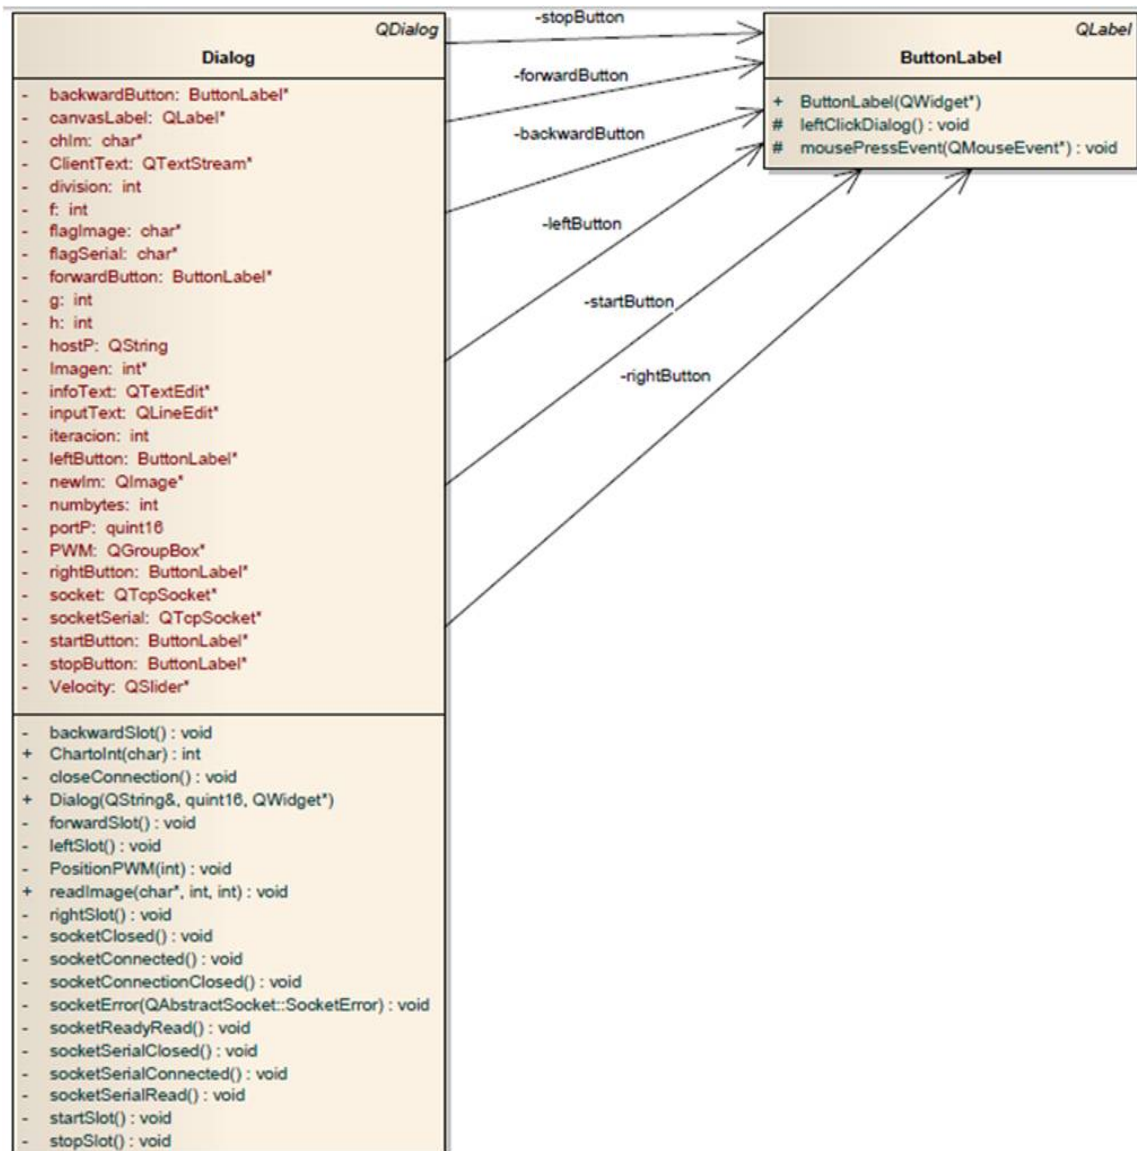 QDialog
Dialog
- backwardButton: ButtonLabel*
- canvasLabel: QLabel*
- chIm: char*
- ClientText: QTextStream*
- division: int
- f: int
- flagImage: char*
- flagSerial: char*
- forwardButton: ButtonLabel*
- g: int
- h: int
- hostP: QString
- Imagen: int*
- infoText: QTextEdit*
- inputText: QLineEdit*
- iteracion: int
- leftButton: ButtonLabel*
- newIm: QImage*
- numbytes: int
- portP: quint16
- PWM: QGroupBox*
- rightButton: ButtonLabel*
- socket: QTcpSocket*
- socketSerial: QTcpSocket*
- startButton: ButtonLabel*
- stopButton: ButtonLabel*
- Velocity: QSlider*
- backwardSlot() : void
+ ChartoInt(char) : int
- closeConnection() : void
+ Dialog(QString&, quint16, QWidget*)
- forwardSlot() : void
- leftSlot() : void
- PositionPWM(int) : void
+ readImage(char*, int, int) : void
- rightSlot() : void
- socketClosed() : void
- socketConnected() : void
- socketConnectionClosed() : void
- socketError(QAbstractSocket::SocketError) : void
- socketReadyRead() : void
- socketSerialClosed() : void
- socketSerialConnected() : void
- socketSerialRead() : void
- startSlot() : void
- stopSlot() : void
-stopButton
-forwardButton
-backwardButton
-leftButton
-startButton
-rightButton
QLabel
ButtonLabel
+ ButtonLabel(QWidget*)
# leftClickDialog() : void
# mousePressEvent(QMouseEvent*) : void